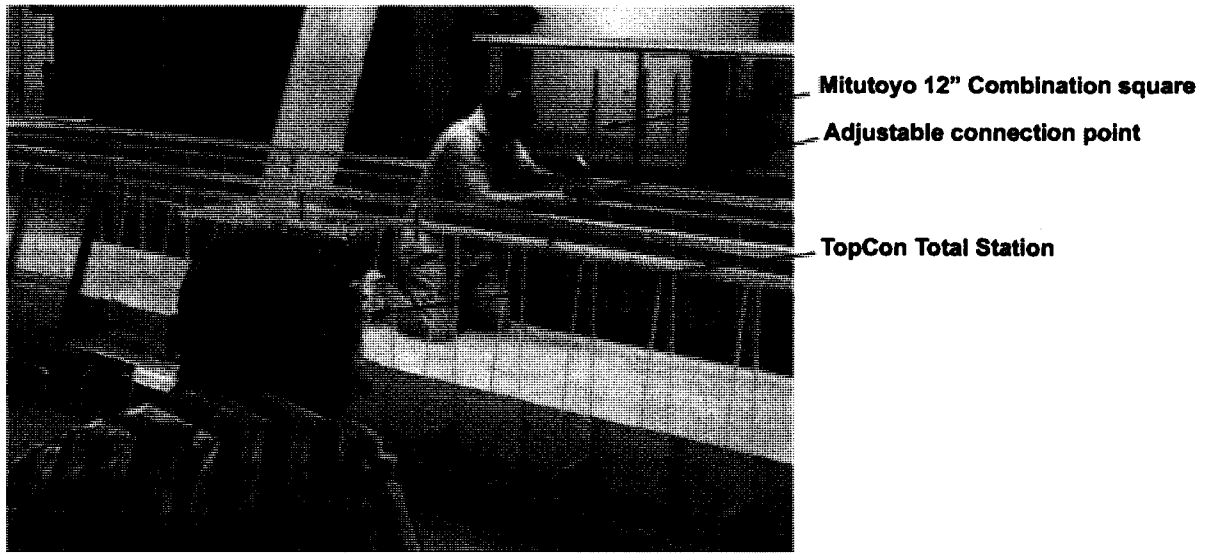 Mitutoyo 12” Combination square
Adjustable connection point
TopCon Total Station